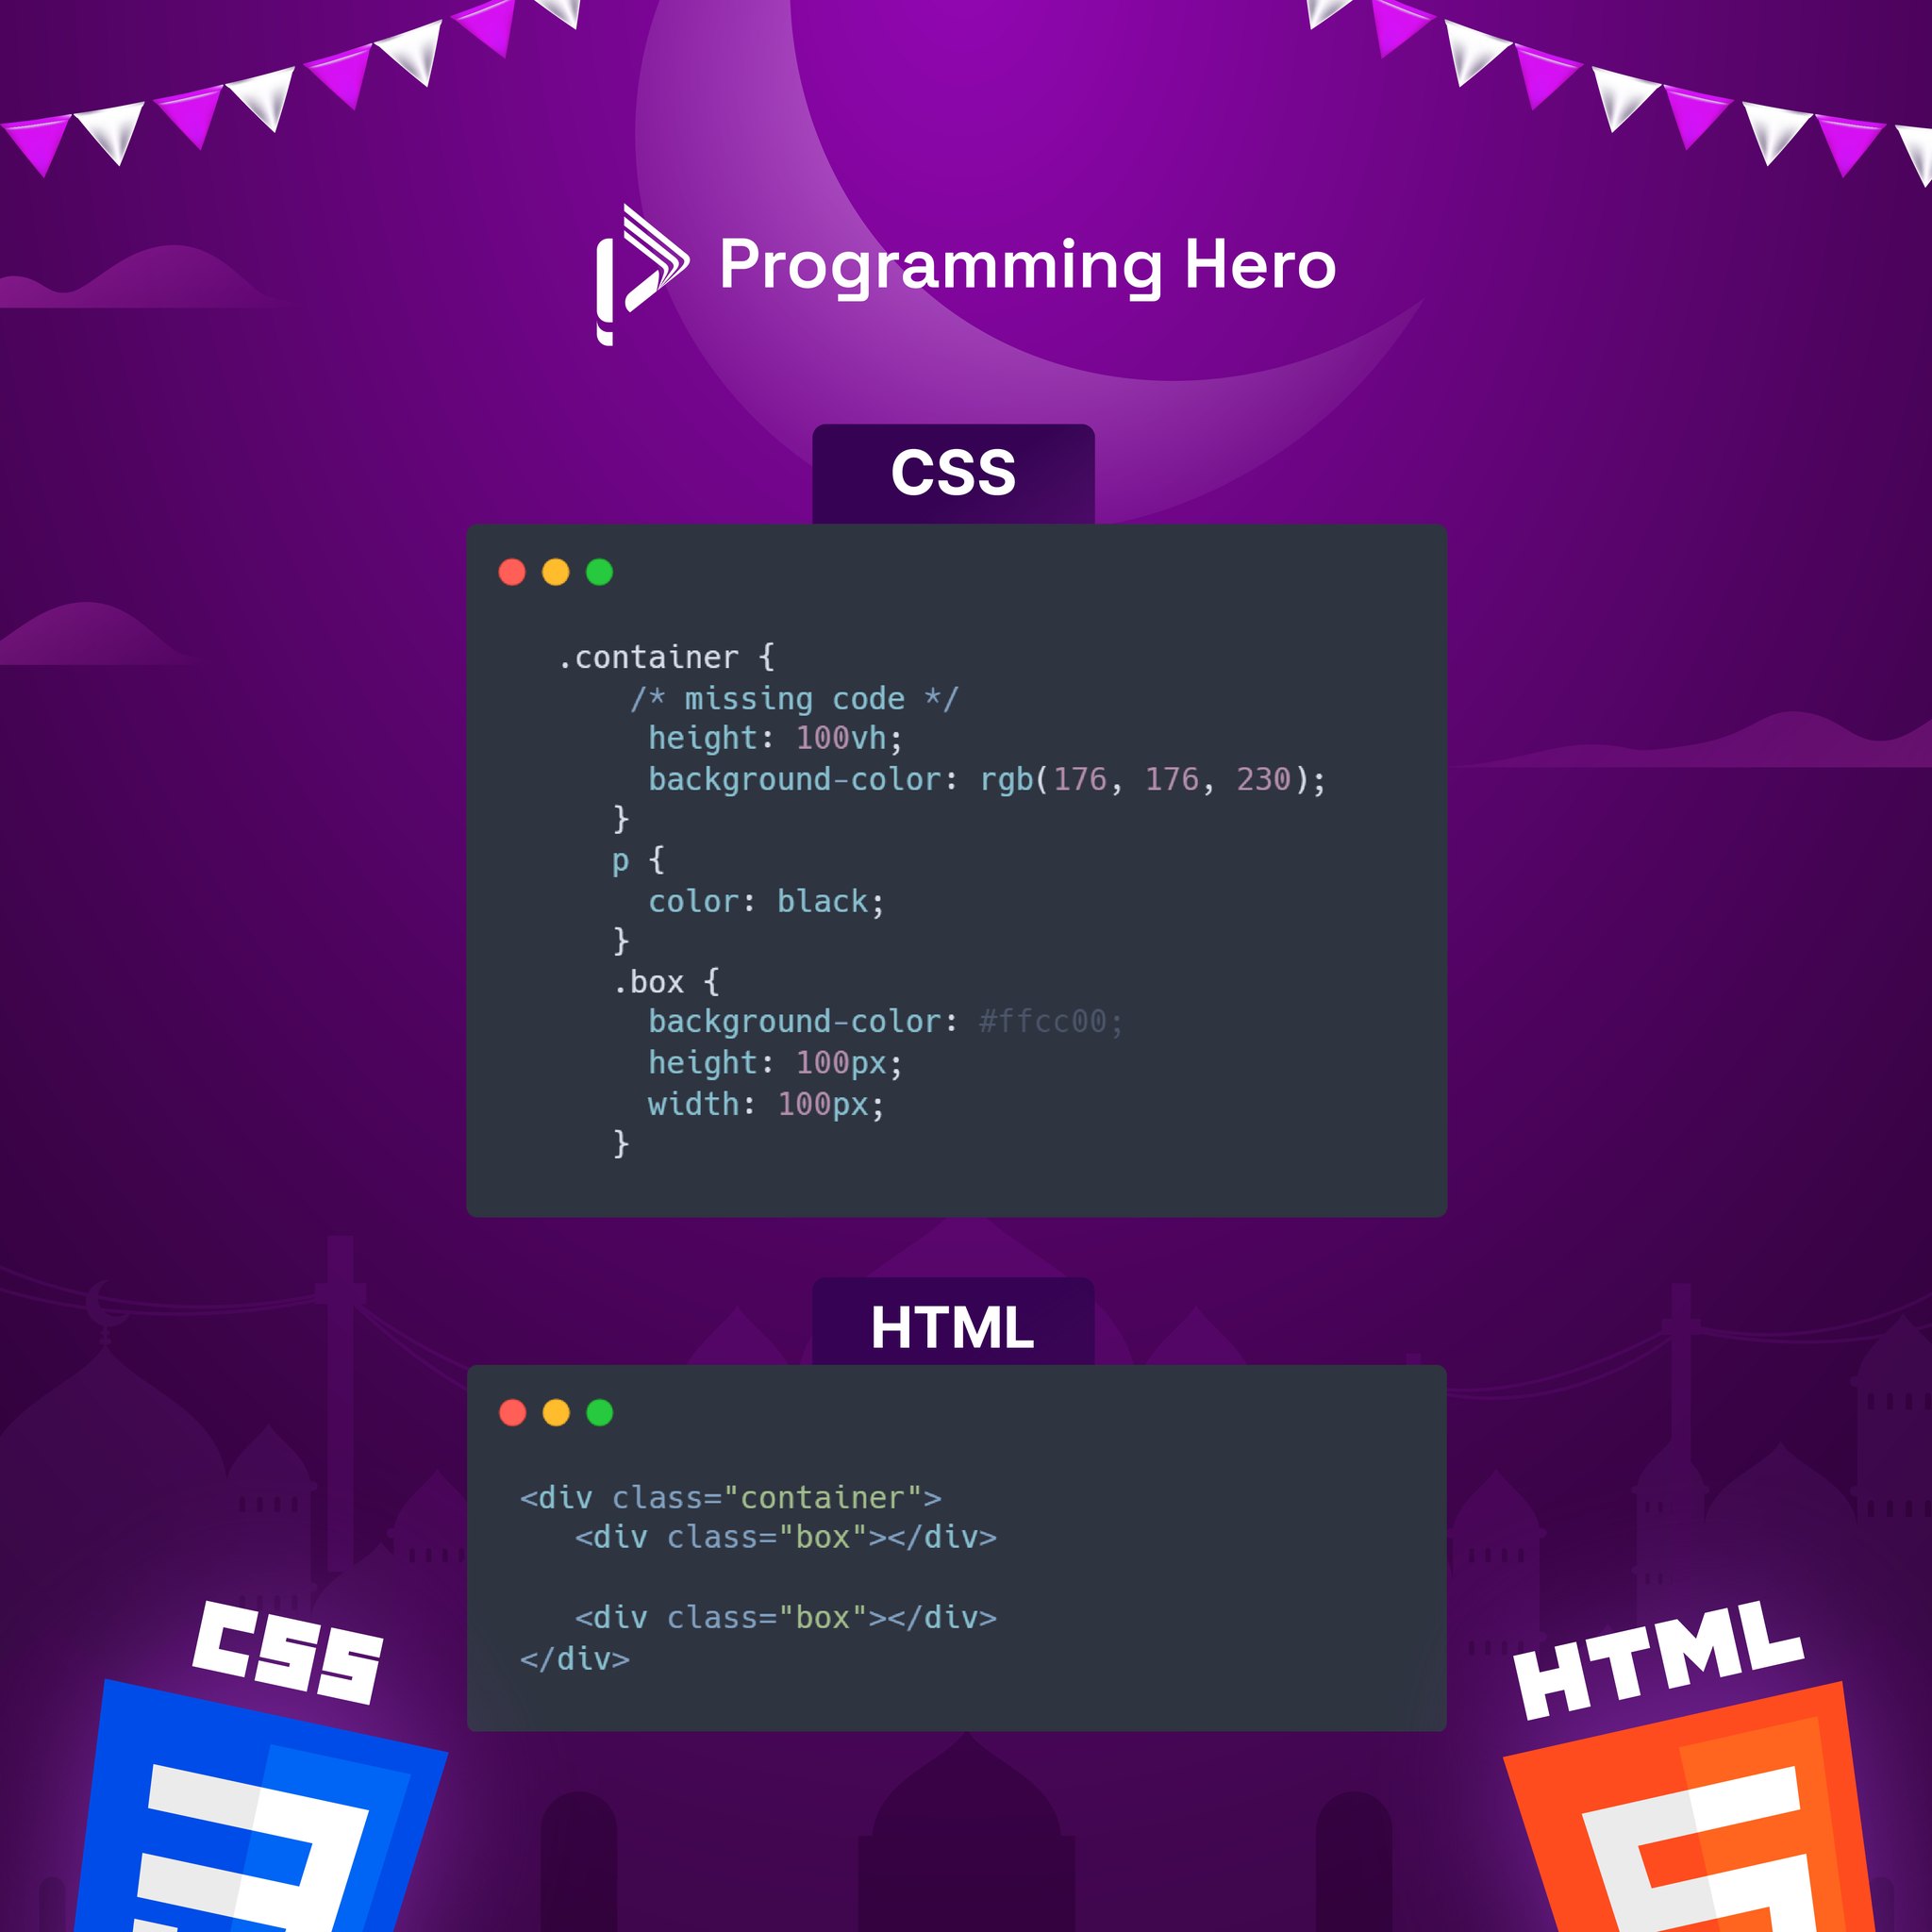 Programming Hero
CSS
.container {
/* missing code */
height: 100vh;
background-color: rgb(176, 176, 230);
}
p {
color: black;
}
.box {
background-color: #ffcc00;
height: 100px;
width: 100px;
}
HTML
<div class="container">
<div class="box"></div>
<div class="box"></div>
</div>
CSS
HTML